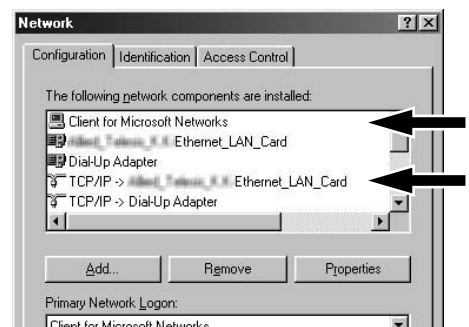 Network
Configuration Identification Access Control
The following network components are installed:
Client for Microsoft Networks
Ethernet_LAN_Card
Dial-Up Adapter
TCP/IP -> Ethernet_LAN_Card
TCP/IP -> Dial-Up Adapter
Add... Remove Properties
Primary Network Logon:
Client for Microsoft Networks